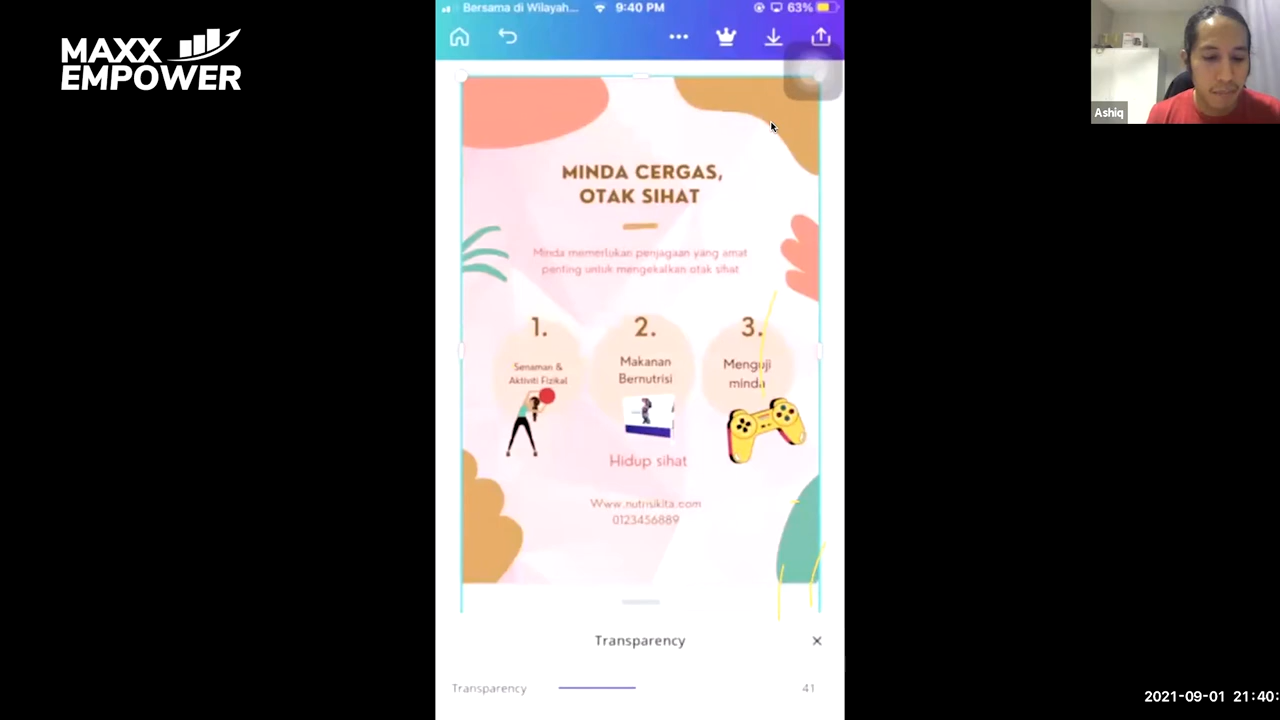 MAXX
EMPOWER
Bersama di Wilayah...
9:40 PM
63%
Ashiq
MINDA CERGAS,
OTAK SIHAT
Minda memerlukan penjagaan yang amat
penting untuk mengekalkan otak sihat
1.
Senaman &
Aktiviti Fizikal
2.
Makanan
Bernutrisi
3.
Menguji
minda
Hidup sihat
Www.nutrisikita.com
0123456889
Transparency
Transparency
41
2021-09-01 21:40: